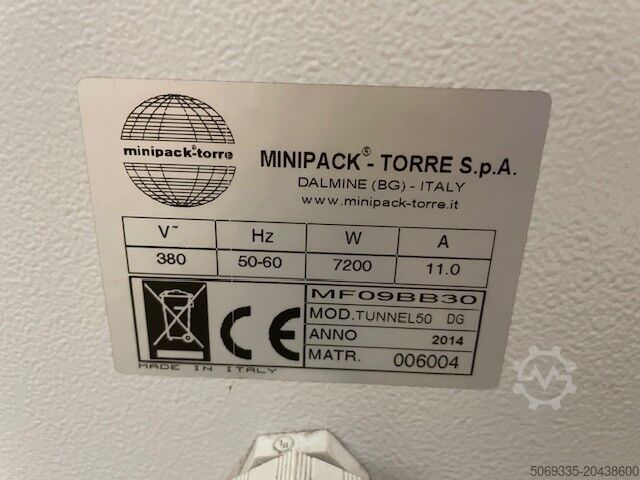 minipack®-torre
MINIPACK® - TORRE S.p.A.
DALMINE (BG) - ITALY
www.minipack-torre.it
V~ Hz W A
380 50-60 7200 11.0
MF09BB30
MOD. TUNNEL50 DG
ANNO 2014
MATR. 006004
CE
MADE IN ITALY
5069335-20438600